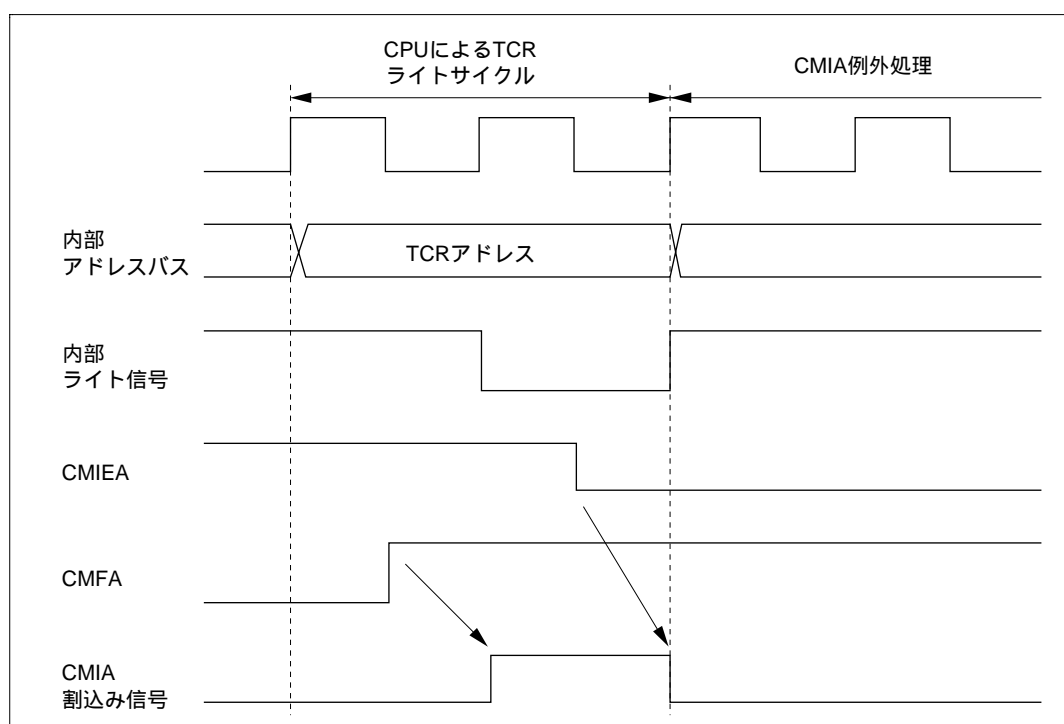 CPUによるTCR
ライトサイクル
CMIA例外処理
内部
アドレスバス
TCRアドレス
内部
ライト信号
CMIEA
CMFA
CMIA
割込み信号